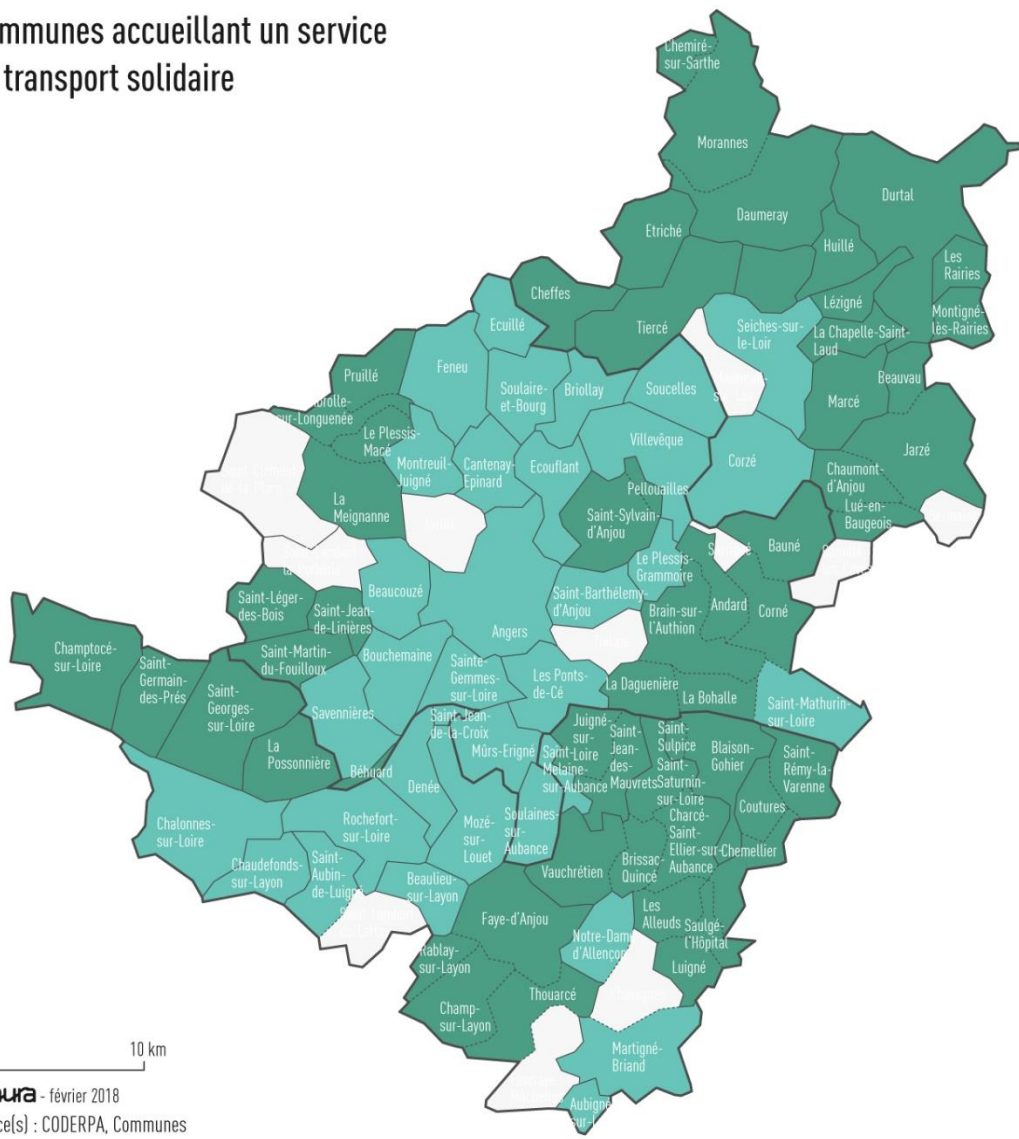 mmunes accueillant un service
transport solidaire
Chemiré-
sur-Sarthe
Morannes
Durtal
Daumeray
Etriché
Huillé
Les
Rairies
Cheffes
Lézigné
Montigné-
lès-Rairies
Tiercé
Seiches-sur-
le-Loir
La Chapelle-Saint-
Laud
Ecuillé
Feneu
Soulaire-
et-Bourg
Briollay
Soucelles
Pruillé
Beauvau
Marcé
sur-Longuenée
Le Plessis-
Macé
Villevêque
Jarzé
Montreuil-
Juigné
Cantenay-
Epinard
Ecouflant
Corzé
Chaumont-
d'Anjou
La
Meignanne
Pellouailles
Lué-en-
Baugeois
Saint-Sylvain-
d'Anjou
Bauné
Le Plessis-
Grammoire
Beaucouzé
Saint-Barthélemy-
d'Anjou
Saint-Léger-
des-Bois
Saint-Jean-
de-Linières
Brain-sur-
l'Authion
Andard
Corné
Angers
Champtocé-
sur-Loire
Saint-Martin-
du-Fouilloux
Bouchemaine
Sainte-
Gemmes-
sur-Loire
Les Ponts-
de-Cé
Saint-
Germain-
des-Prés
La Daguenière
La Bohalle
Saint-
Georges-
sur-Loire
Savennières
Saint-Mathurin-
sur-Loire
Saint-Jean-
de-la-Croix
Juigné-
sur-Loire
Saint-
Jean-
des-
Mauvrets
Saint-
Sulpice
Mûrs-Erigné
La
Possonnière
Saint-
Melaine-
sur-Aubance
Blaison-
Gohier
Saint-
Rémy-la-
Varenne
Béhuard
Denée
Saint-
Saturnin-
sur-Loire
Coutures
Chalonnes-
sur-Loire
Rochefort-
sur-Loire
Mozé-
sur-
Louet
Soulaines-
sur-
Aubance
Charcé-
Saint-
Ellier-sur-
Aubance
Chemellier
Chaudefonds-
sur-Layon
Saint-
Aubin-
de-Luigné
Beaulieu-
sur-Layon
Vauchrétien
Brissac-
Quincé
Faye-d'Anjou
Les
Alleuds
Saulgé-
l'Hôpital
Notre-Dame
d'Allençon
Rablay-
sur-Layon
Luigné
Thouarcé
Champ-
sur-Layon
Martigné-
Briand
Aubigné
10 km
aura - février 2018
ce(s) : CODERPA, Communes